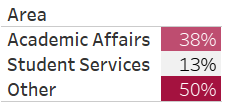 Area
Academic Affairs 38%
Student Services 13%
Other 50%